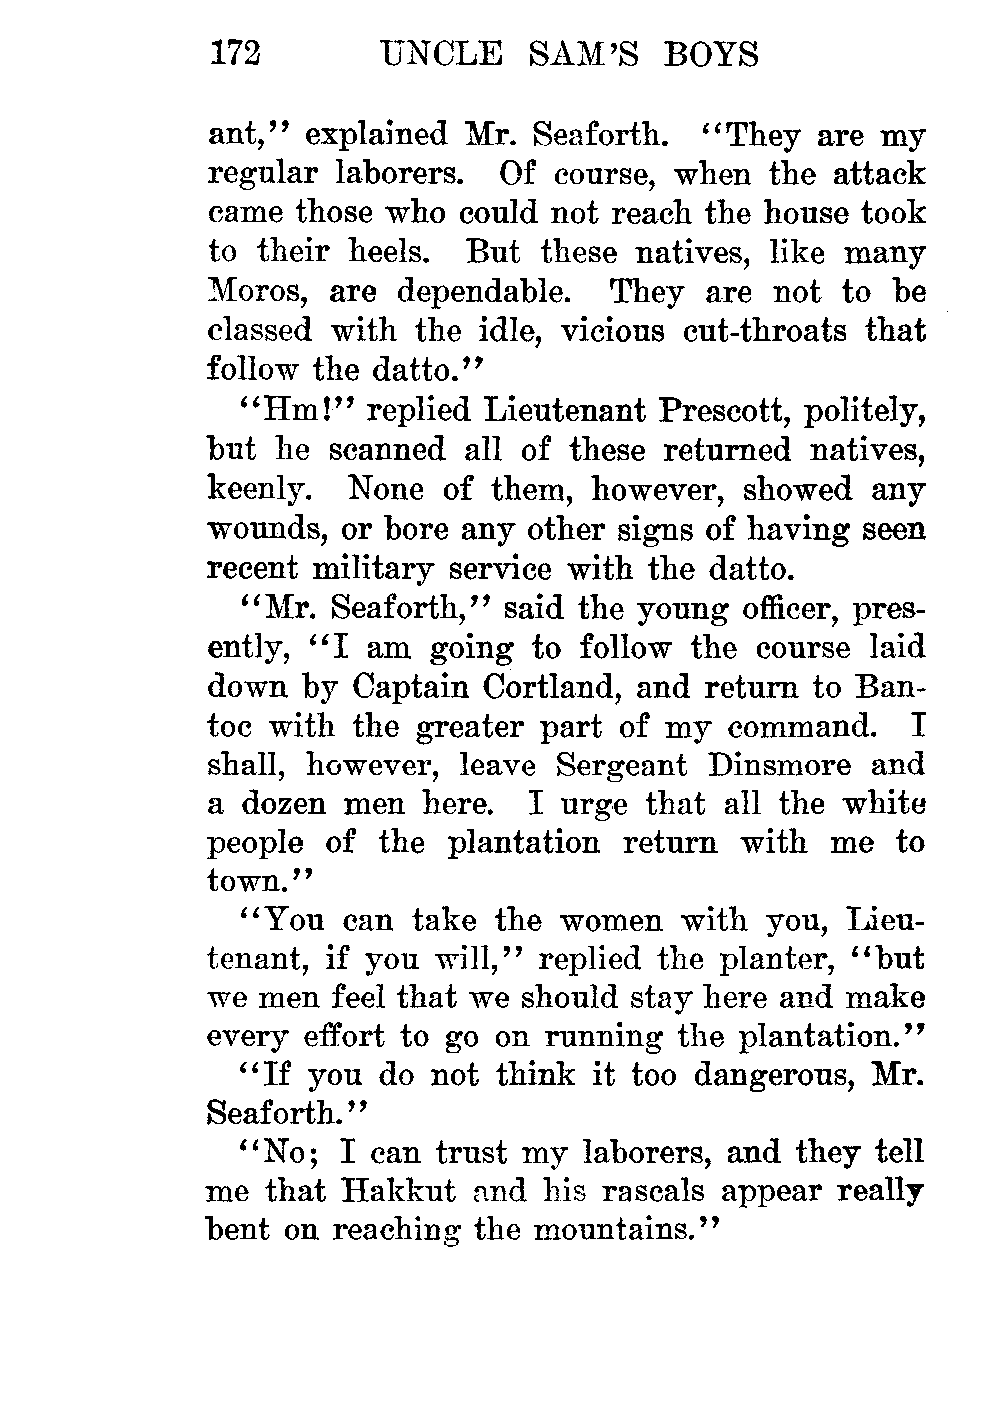 172 UNCLE SAM'S BOYS
ant," explained Mr. Seaforth. "They are my
regular laborers. Of course, when the attack
came those who could not reach the house took
to their heels. But these natives, like many
Moros, are dependable. They are not to be
classed with the idle, vicious cut-throats that
follow the datto."
"Hm!" replied Lieutenant Prescott, politely,
but he scanned all of these returned natives,
keenly. None of them, however, showed any
wounds, or bore any other signs of having seen
recent military service with the datto.
"Mr. Seaforth," said the young officer, pres-
ently, "I am going to follow the course laid
down by Captain Cortland, and return to Ban-
toc with the greater part of my command. I
shall, however, leave Sergeant Dinsmore and
a dozen men here. I urge that all the white
people of the plantation return with me to
town."
"You can take the women with you, Lieu-
tenant, if you will," replied the planter, "but
we men feel that we should stay here and make
every effort to go on running the plantation."
"If you do not think it too dangerous, Mr.
Seaforth."
"No; I can trust my laborers, and they tell
me that Hakkut and his rascals appear really
bent on reaching the mountains."